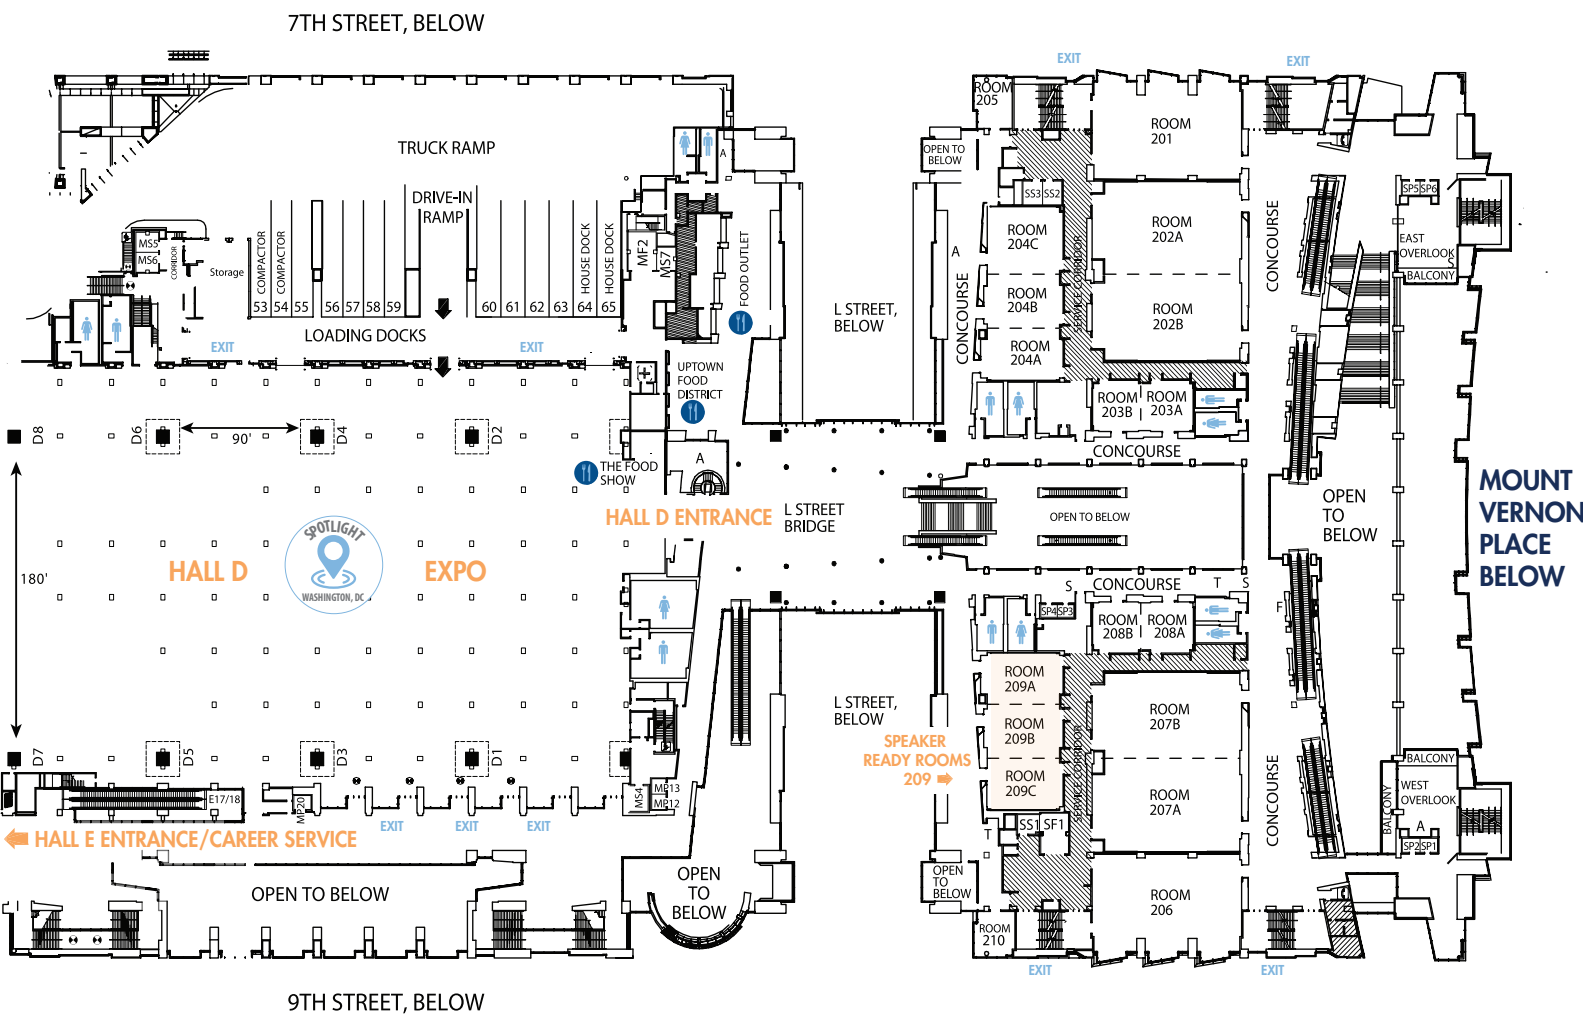 7TH STREET, BELOW
EXIT
EXIT
ROOM
205
ROOM
201
TRUCK RAMP
A
OPEN TO
BELOW
DRIVE-IN
RAMP
SS3
SS2
SP5
SP6
MS5
MS6
CORRIDOR
Storage
COMPACTOR
COMPACTOR
HOUSE DOCK
HOUSE DOCK
MF2
MS7
FOOD OUTLET
53
54
55
56
57
58
59
60
61
62
63
64
65
LOADING DOCKS
EXIT
EXIT
L STREET,
BELOW
A
CONCOURSE
ROOM
204C
ROOM
204B
ROOM
204A
SERVICE CORRIDOR
ROOM
202A
ROOM
202B
CONCOURSE
EAST
OVERLOOK
S
BALCONY
UPTOWN
FOOD
DISTRICT
ROOM
203B
ROOM
203A
D8
D6
90'
D4
D2
THE FOOD
SHOW
A
CONCOURSE
HALL D ENTRANCE
L STREET
BRIDGE
OPEN TO BELOW
OPEN
TO
BELOW
MOUNT
VERNON
PLACE
BELOW
SPOTLIGHT
WASHINGTON, DC
HALL D
EXPO
180'
S
CONCOURSE
T
S
SP4
SP3
F
ROOM
208B
ROOM
208A
ROOM
209A
ROOM
209B
ROOM
209C
SERVICE CORRIDOR
ROOM
207B
ROOM
207A
CONCOURSE
L STREET,
BELOW
SPEAKER
READY ROOMS
209
D7
D5
D3
D1
E17/18
MP20
MS4
MP13
MP12
BALCONY
WEST
OVERLOOK
BALCONY
A
SP2
SP1
EXIT
EXIT
EXIT
HALL E ENTRANCE/CAREER SERVICE
T
SS1
SF1
OPEN TO BELOW
OPEN
TO
BELOW
OPEN
TO
BELOW
ROOM
206
ROOM
210
EXIT
EXIT
9TH STREET, BELOW